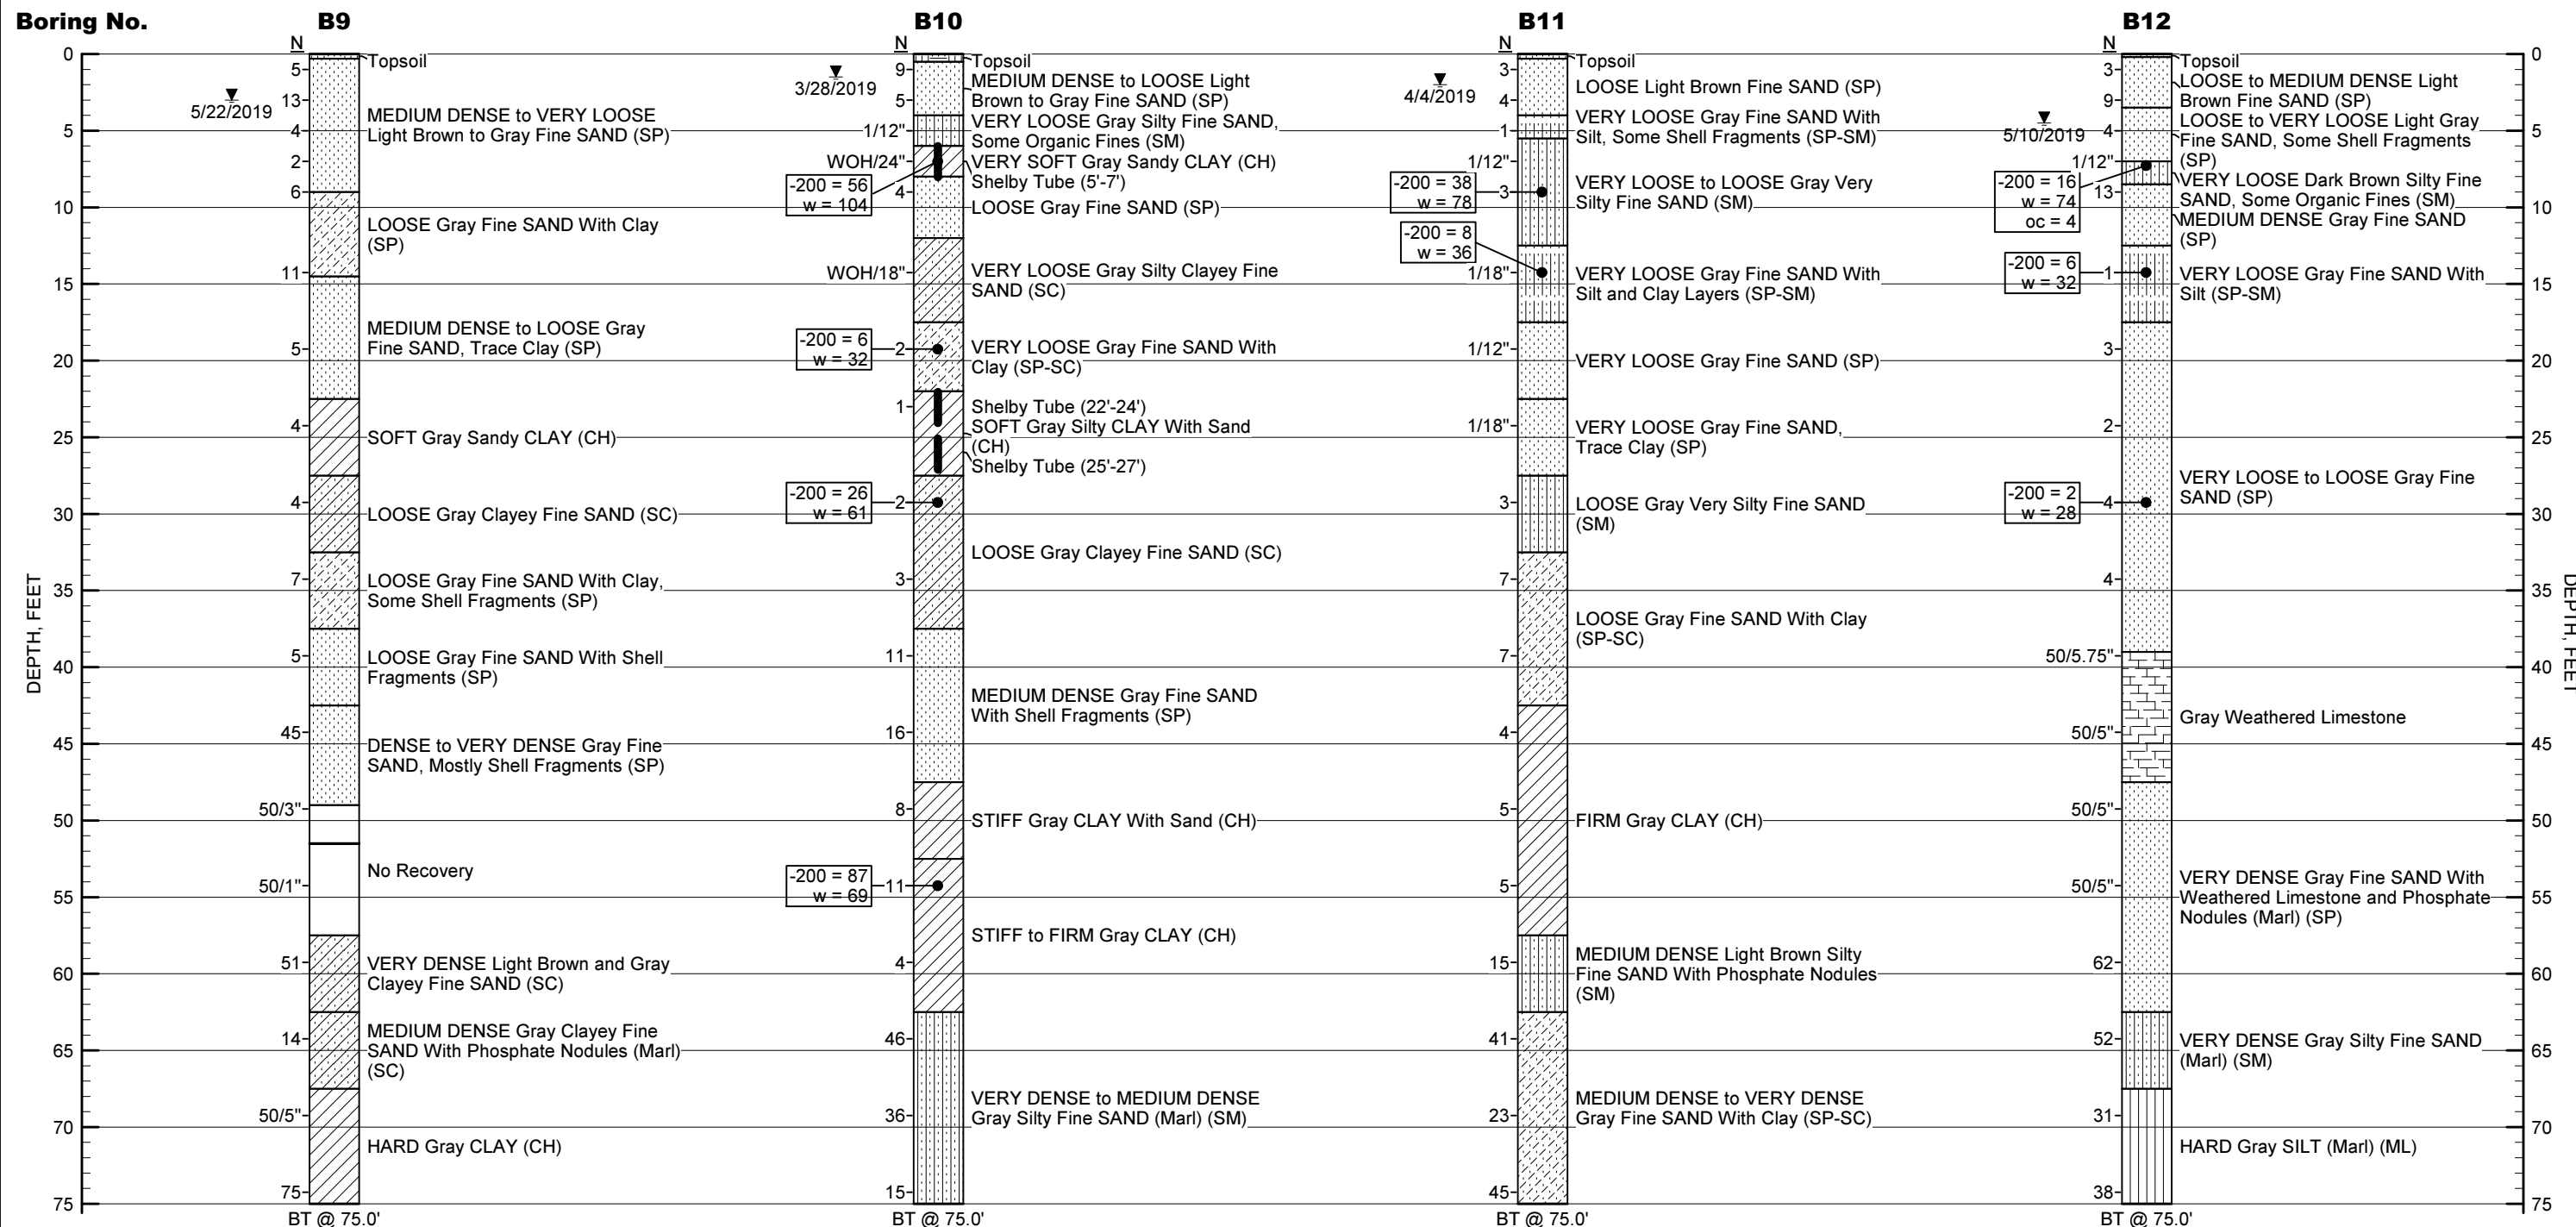 Boring No.
B9
B10
B11
B12
N
N
N
N
DEPTH, FEET
0
5
10
15
20
25
30
35
40
45
50
55
60
65
70
75
5/22/2019
5
13
4
2
6
11
5
4
4
7
5
45
50/3"
50/1"
51
14
50/5"
75
Topsoil
MEDIUM DENSE to VERY LOOSE
Light Brown to Gray Fine SAND (SP)
LOOSE Gray Fine SAND With Clay
(SP)
MEDIUM DENSE to LOOSE Gray
Fine SAND, Trace Clay (SP)
SOFT Gray Sandy CLAY (CH)
LOOSE Gray Clayey Fine SAND (SC)
LOOSE Gray Fine SAND With Clay,
Some Shell Fragments (SP)
LOOSE Gray Fine SAND With Shell
Fragments (SP)
DENSE to VERY DENSE Gray Fine
SAND, Mostly Shell Fragments (SP)
No Recovery
VERY DENSE Light Brown and Gray
Clayey Fine SAND (SC)
MEDIUM DENSE Gray Clayey Fine
SAND With Phosphate Nodules (Marl)
(SC)
HARD Gray CLAY (CH)
BT @ 75.0'
3/28/2019
9
5
1/12"
WOH/24"
4
WOH/18"
2
1
2
3
11
16
8
11
4
46
36
15
-200 = 56
w = 104
-200 = 6
w = 32
-200 = 26
w = 61
-200 = 87
w = 69
Topsoil
MEDIUM DENSE to LOOSE Light
Brown to Gray Fine SAND (SP)
VERY LOOSE Gray Silty Fine SAND,
Some Organic Fines (SM)
VERY SOFT Gray Sandy CLAY (CH)
Shelby Tube (5'-7')
LOOSE Gray Fine SAND (SP)
VERY LOOSE Gray Silty Clayey Fine
SAND (SC)
VERY LOOSE Gray Fine SAND With
Clay (SP-SC)
Shelby Tube (22'-24')
SOFT Gray Silty CLAY With Sand
(CH)
Shelby Tube (25'-27')
LOOSE Gray Clayey Fine SAND (SC)
MEDIUM DENSE Gray Fine SAND
With Shell Fragments (SP)
STIFF Gray CLAY With Sand (CH)
STIFF to FIRM Gray CLAY (CH)
VERY DENSE to MEDIUM DENSE
Gray Silty Fine SAND (Marl) (SM)
BT @ 75.0'
4/4/2019
3
4
1
1/12"
3
1/18"
1/12"
1/18"
3
7
7
4
5
5
15
41
23
45
-200 = 38
w = 78
-200 = 8
w = 36
Topsoil
LOOSE Light Brown Fine SAND (SP)
VERY LOOSE Gray Fine SAND With
Silt, Some Shell Fragments (SP-SM)
VERY LOOSE to LOOSE Gray Very
Silty Fine SAND (SM)
VERY LOOSE Gray Fine SAND With
Silt and Clay Layers (SP-SM)
VERY LOOSE Gray Fine SAND (SP)
VERY LOOSE Gray Fine SAND,
Trace Clay (SP)
LOOSE Gray Very Silty Fine SAND
(SM)
LOOSE Gray Fine SAND With Clay
(SP-SC)
FIRM Gray CLAY (CH)
MEDIUM DENSE Light Brown Silty
Fine SAND With Phosphate Nodules
(SM)
MEDIUM DENSE to VERY DENSE
Gray Fine SAND With Clay (SP-SC)
BT @ 75.0'
5/10/2019
3
9
4
1/12"
13
1
3
2
4
4
50/5.75"
50/5"
50/5"
50/5"
62
52
31
38
-200 = 16
w = 74
oc = 4
-200 = 6
w = 32
-200 = 2
w = 28
Topsoil
LOOSE to MEDIUM DENSE Light
Brown Fine SAND (SP)
LOOSE to VERY LOOSE Light Gray
Fine SAND, Some Shell Fragments
(SP)
VERY LOOSE Dark Brown Silty Fine
SAND, Some Organic Fines (SM)
MEDIUM DENSE Gray Fine SAND
(SP)
VERY LOOSE Gray Fine SAND With
Silt (SP-SM)
VERY LOOSE to LOOSE Gray Fine
SAND (SP)
Gray Weathered Limestone
VERY DENSE Gray Fine SAND With
Weathered Limestone and Phosphate
Nodules (Marl) (SP)
VERY DENSE Gray Silty Fine SAND
(Marl) (SM)
HARD Gray SILT (Marl) (ML)
BT @ 75.0'
0
5
10
15
20
25
30
35
40
45
50
55
60
65
70
75
DEPTH, FEET